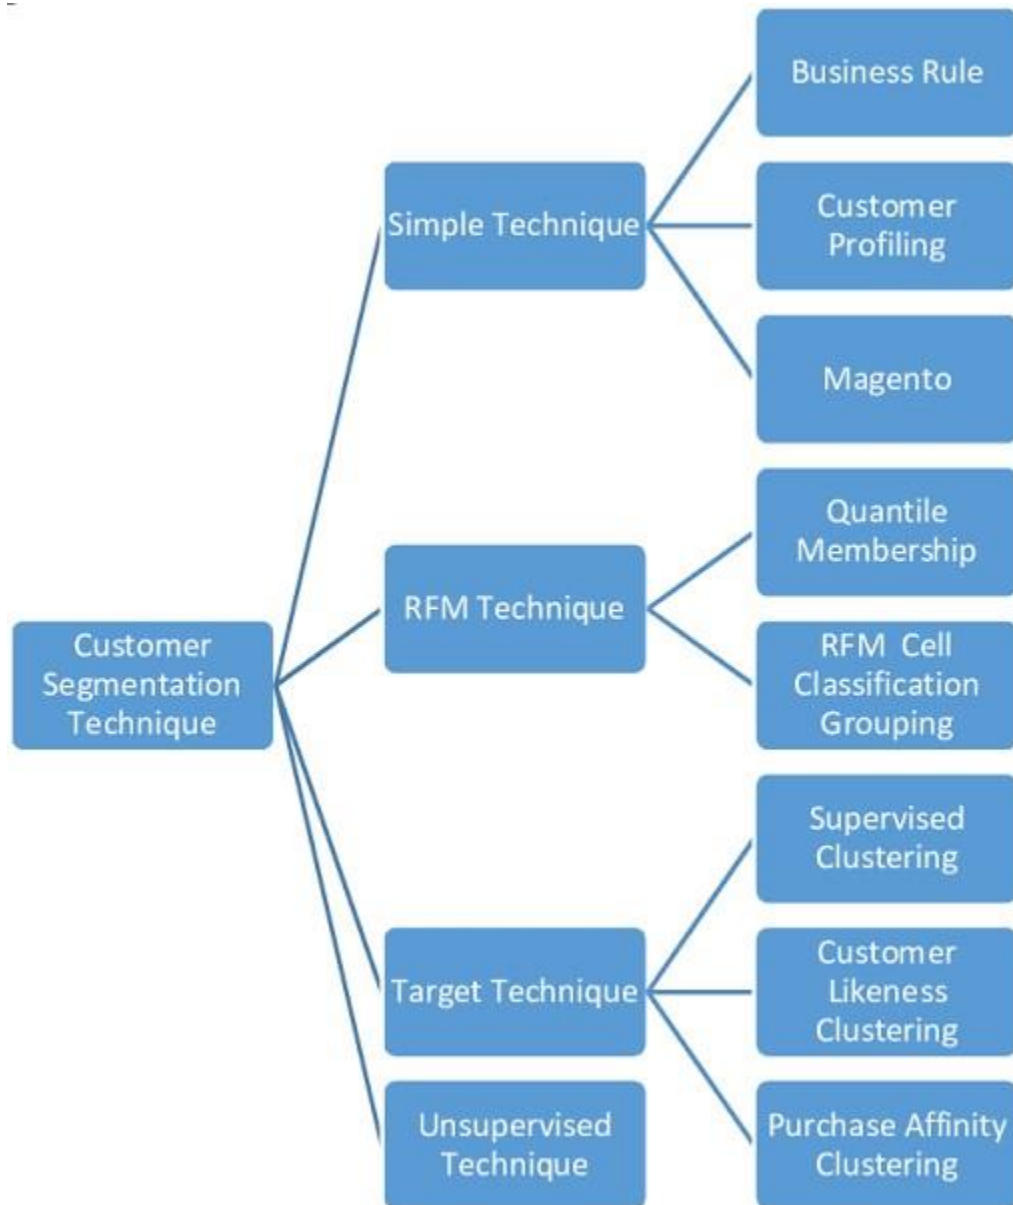 Customer
Segmentation
Technique
Simple Technique
Business Rule
Customer
Profiling
Magento
RFM Technique
Quantile
Membership
RFM Cell
Classification
Grouping
Target Technique
Supervised
Clustering
Customer
Likeness
Clustering
Purchase Affinity
Clustering
Unsupervised
Technique